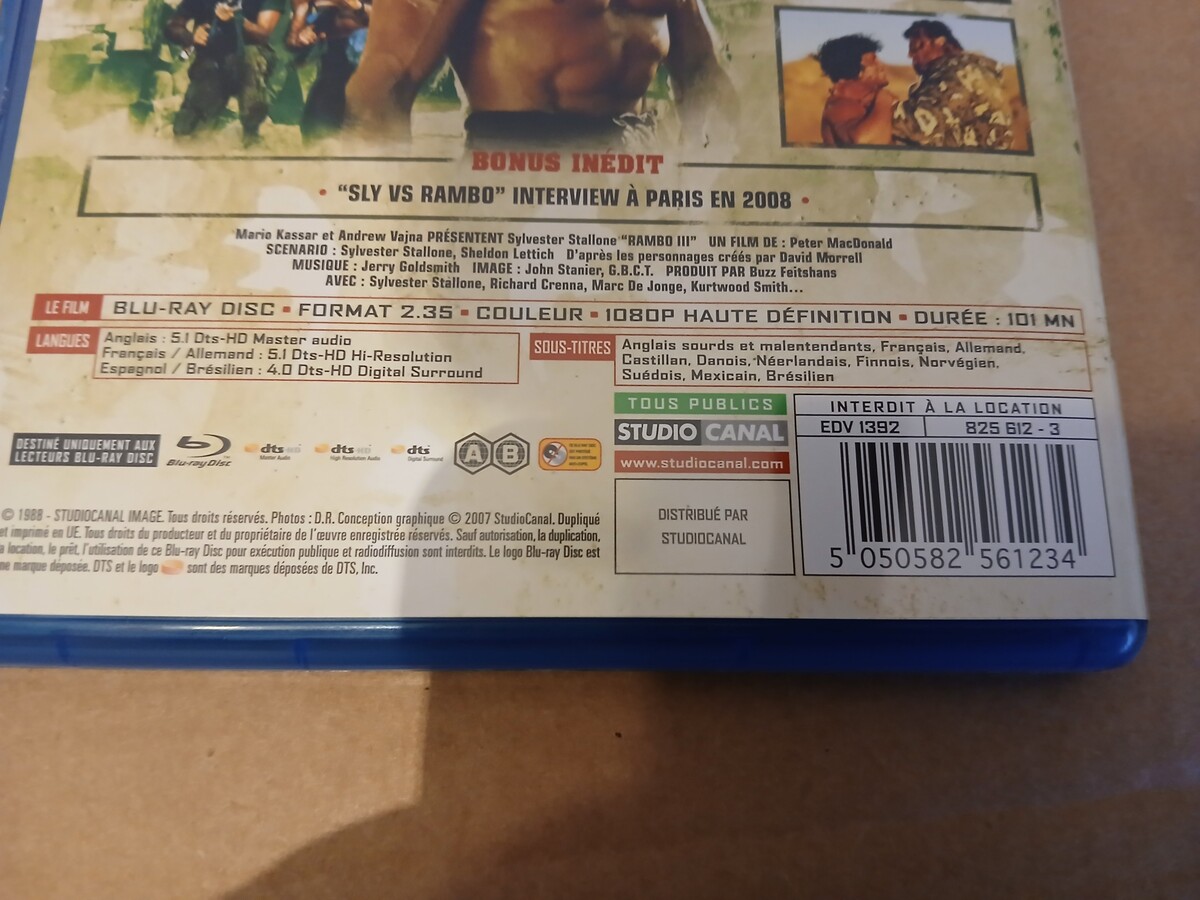 BONUS INÉDIT
• “SLY VS RAMBO” INTERVIEW À PARIS EN 2008 •
Mario Kassar et Andrew Vajna PRÉSENTENT Sylvester Stallone “RAMBO III” UN FILM DE : Peter MacDonald
SCENARIO : Sylvester Stallone, Sheldon Lettich D'après les personnages créés par David Morrell
MUSIQUE : Jerry Goldsmith IMAGE : John Stanier, G.B.C.T. PRODUIT PAR Buzz Feitshans
AVEC : Sylvester Stallone, Richard Crenna, Marc De Jonge, Kurtwood Smith...
LE FILM BLU-RAY DISC ▪ FORMAT 2.35 ▪ COULEUR ▪ 1080P HAUTE DÉFINITION ▪ DURÉE : 101 MN
LANGUES
Anglais : 5.1 Dts-HD Master audio
Français / Allemand : 5.1 Dts-HD Hi-Resolution
Espagnol / Brésilien : 4.0 Dts-HD Digital Surround
SOUS-TITRES
Anglais sourds et malentendants, Français, Allemand,
Castillan, Danois, Néerlandais, Finnois, Norvégien,
Suédois, Mexicain, Brésilien
TOUS PUBLICS
STUDIO CANAL
www.studiocanal.com
DISTRIBUÉ PAR
STUDIOCANAL
INTERDIT À LA LOCATION
EDV 1392 825 612 - 3
5 050582 561234
DESTINÉ UNIQUEMENT AUX
LECTEURS BLU-RAY DISC
Blu-ray Disc
dts-HD
Master Audio
dts-HD
High Resolution Audio
dts
Digital Surround
A B
© 1988 - STUDIOCANAL IMAGE. Tous droits réservés. Photos : D.R. Conception graphique © 2007 StudioCanal. Dupliqué
et imprimé en UE. Tous droits du producteur et du propriétaire de l'œuvre enregistrée réservés. Sauf autorisation, la duplication,
la location, le prêt, l'utilisation de ce Blu-ray Disc pour exécution publique et radiodiffusion sont interdits. Le logo Blu-ray Disc est
ne marque déposée. DTS et le logo sont des marques déposées de DTS, Inc.